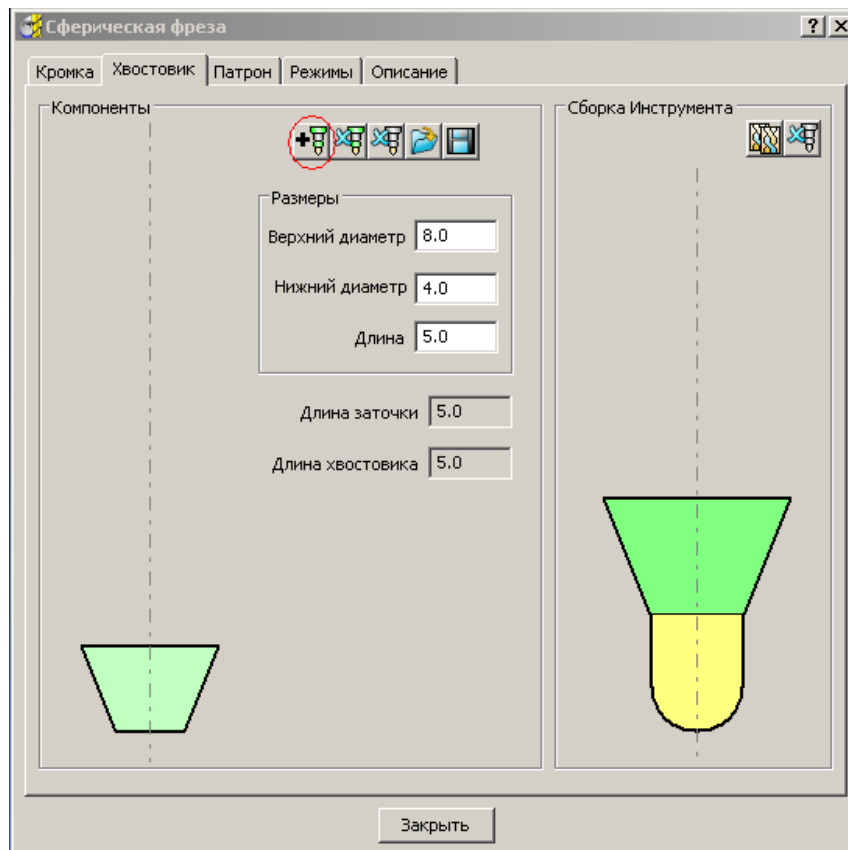 Сферическая фреза
Кромка Хвостовик Патрон Режимы Описание
Компоненты
Размеры
Верхний диаметр 8.0
Нижний диаметр 4.0
Длина 5.0
Длина заточки 5.0
Длина хвостовика 5.0
Сборка Инструмента
Закрыть